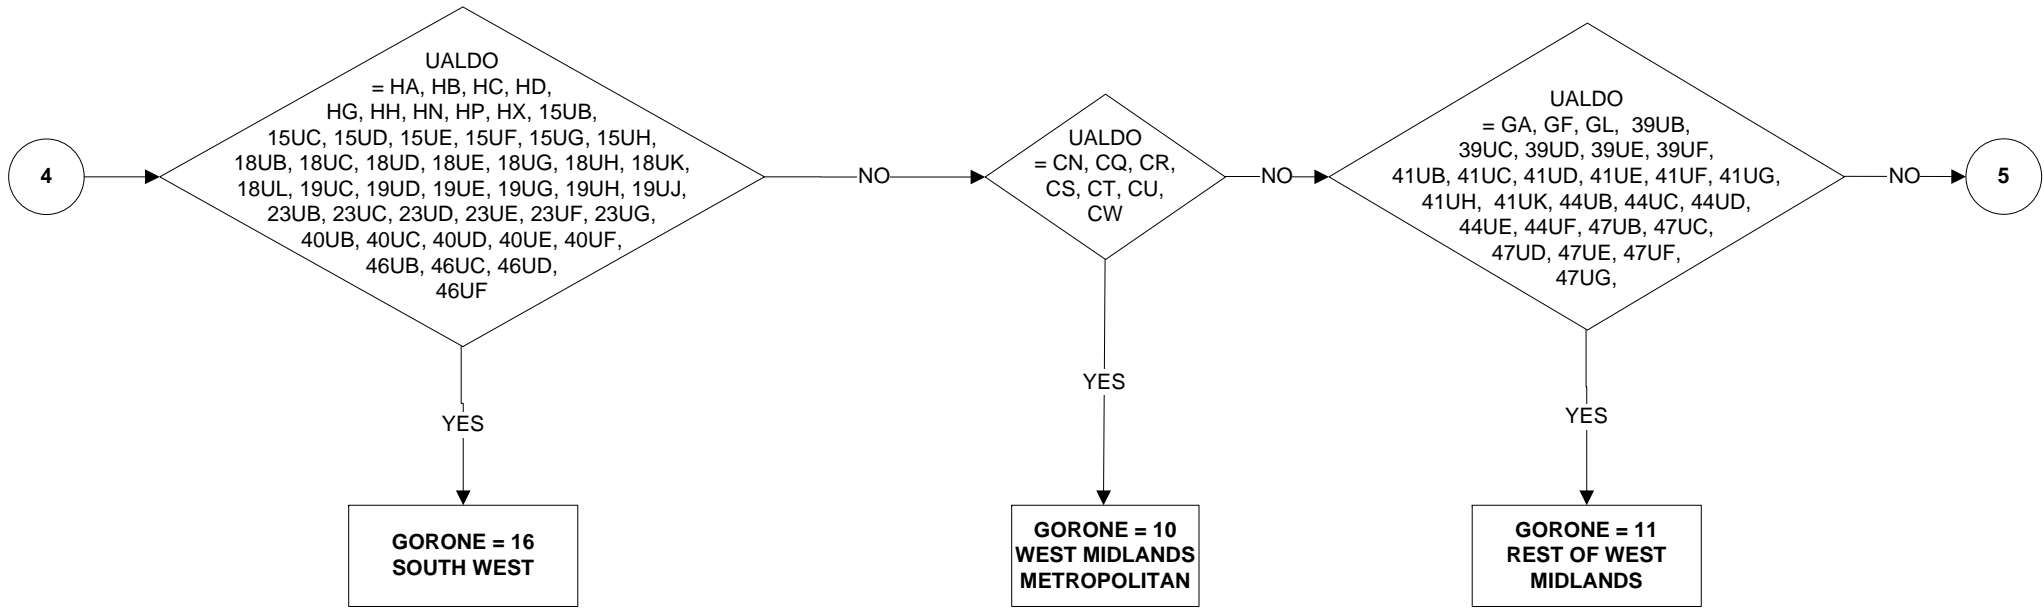 4
UALDO
= HA, HB, HC, HD,
HG, HH, HN, HP, HX, 15UB,
15UC, 15UD, 15UE, 15UF, 15UG, 15UH,
18UB, 18UC, 18UD, 18UE, 18UG, 18UH, 18UK,
18UL, 19UC, 19UD, 19UE, 19UG, 19UH, 19UJ,
23UB, 23UC, 23UD, 23UE, 23UF, 23UG,
40UB, 40UC, 40UD, 40UE, 40UF,
46UB, 46UC, 46UD,
46UF
NO
UALDO
= CN, CQ, CR,
CS, CT, CU,
CW
NO
UALDO
= GA, GF, GL,  39UB,
39UC, 39UD, 39UE, 39UF,
41UB, 41UC, 41UD, 41UE, 41UF, 41UG,
41UH,  41UK, 44UB, 44UC, 44UD,
44UE, 44UF, 47UB, 47UC,
47UD, 47UE, 47UF,
47UG,
NO
5
YES
YES
YES
GORONE = 16
SOUTH WEST
GORONE = 10
WEST MIDLANDS
METROPOLITAN
GORONE = 11
REST OF WEST
MIDLANDS